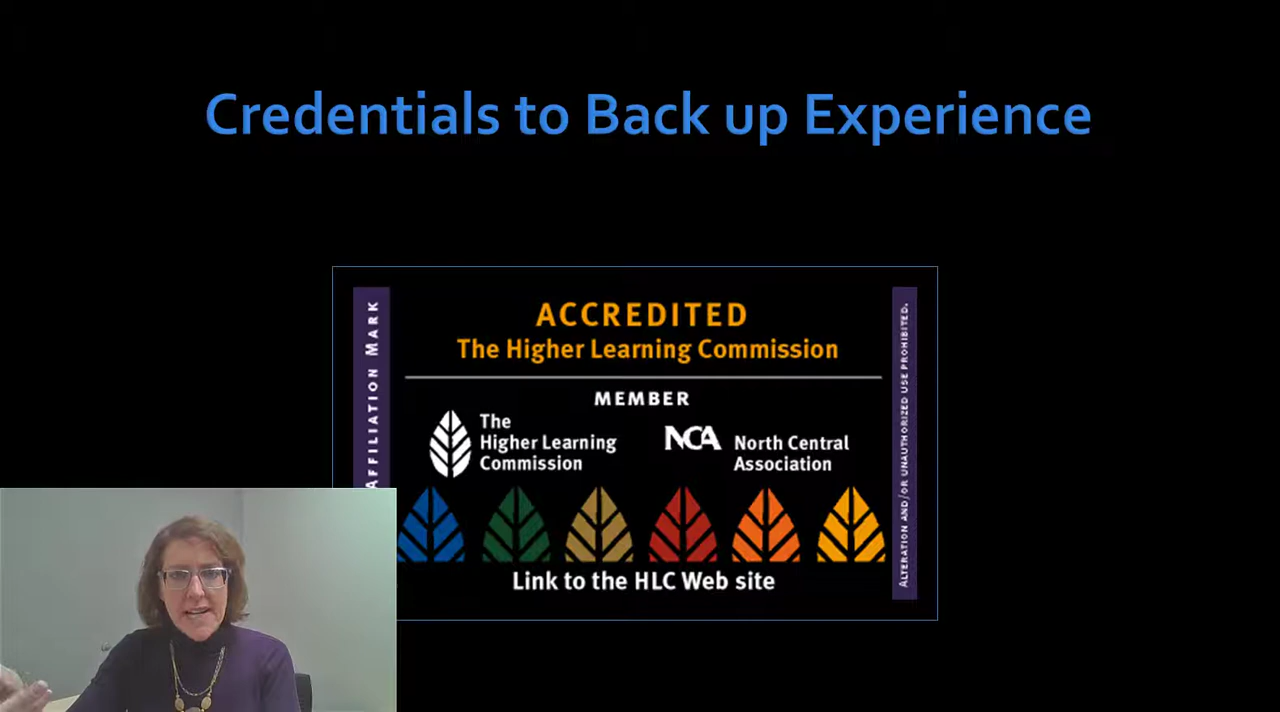 Credentials to Back up Experience
AFFILIATION MARK
ACCREDITED
The Higher Learning Commission
MEMBER
The
Higher Learning
Commission
NCA
North Central
Association
Link to the HLC Web site
ALTERATION AND/OR UNAUTHORIZED USE PROHIBITED.